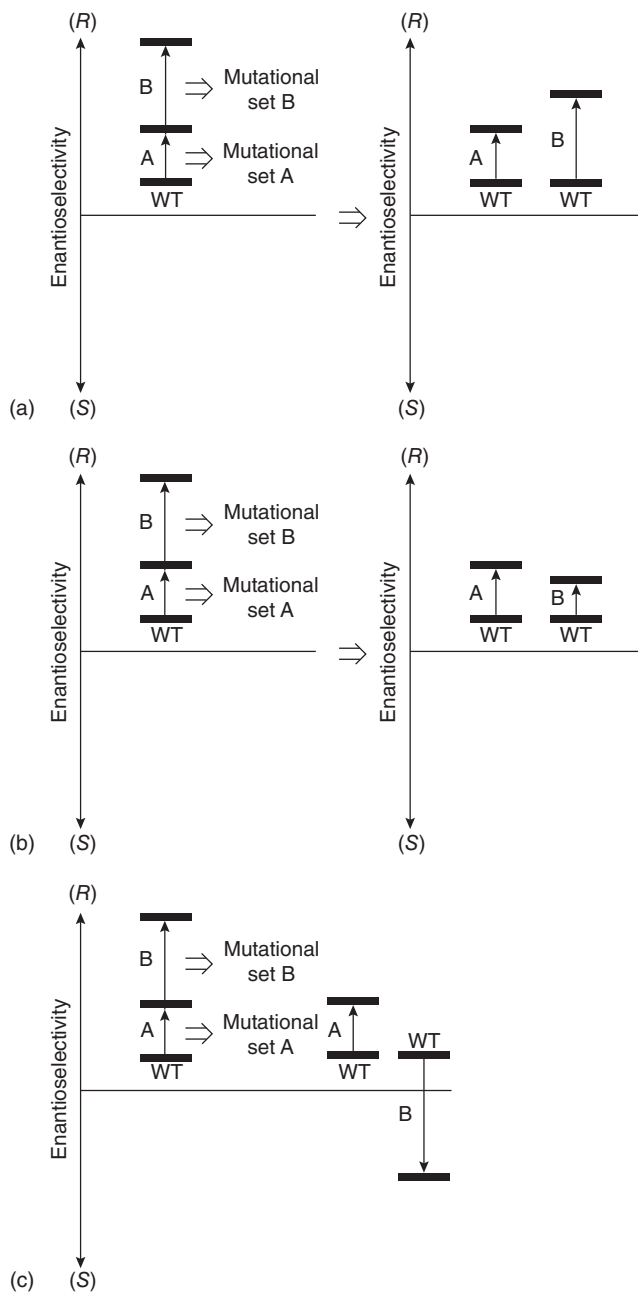 (R)
Enantioselectivity
B
Mutational
set B
A
Mutational
set A
WT
(a)
(S)
(R)
Enantioselectivity
A
WT
B
WT
(S)
(R)
Enantioselectivity
B
Mutational
set B
A
Mutational
set A
WT
(b)
(S)
(R)
Enantioselectivity
A
WT
B
WT
(S)
(R)
Enantioselectivity
B
Mutational
set B
A
Mutational
set A
WT
A
WT
WT
B
(c)
(S)